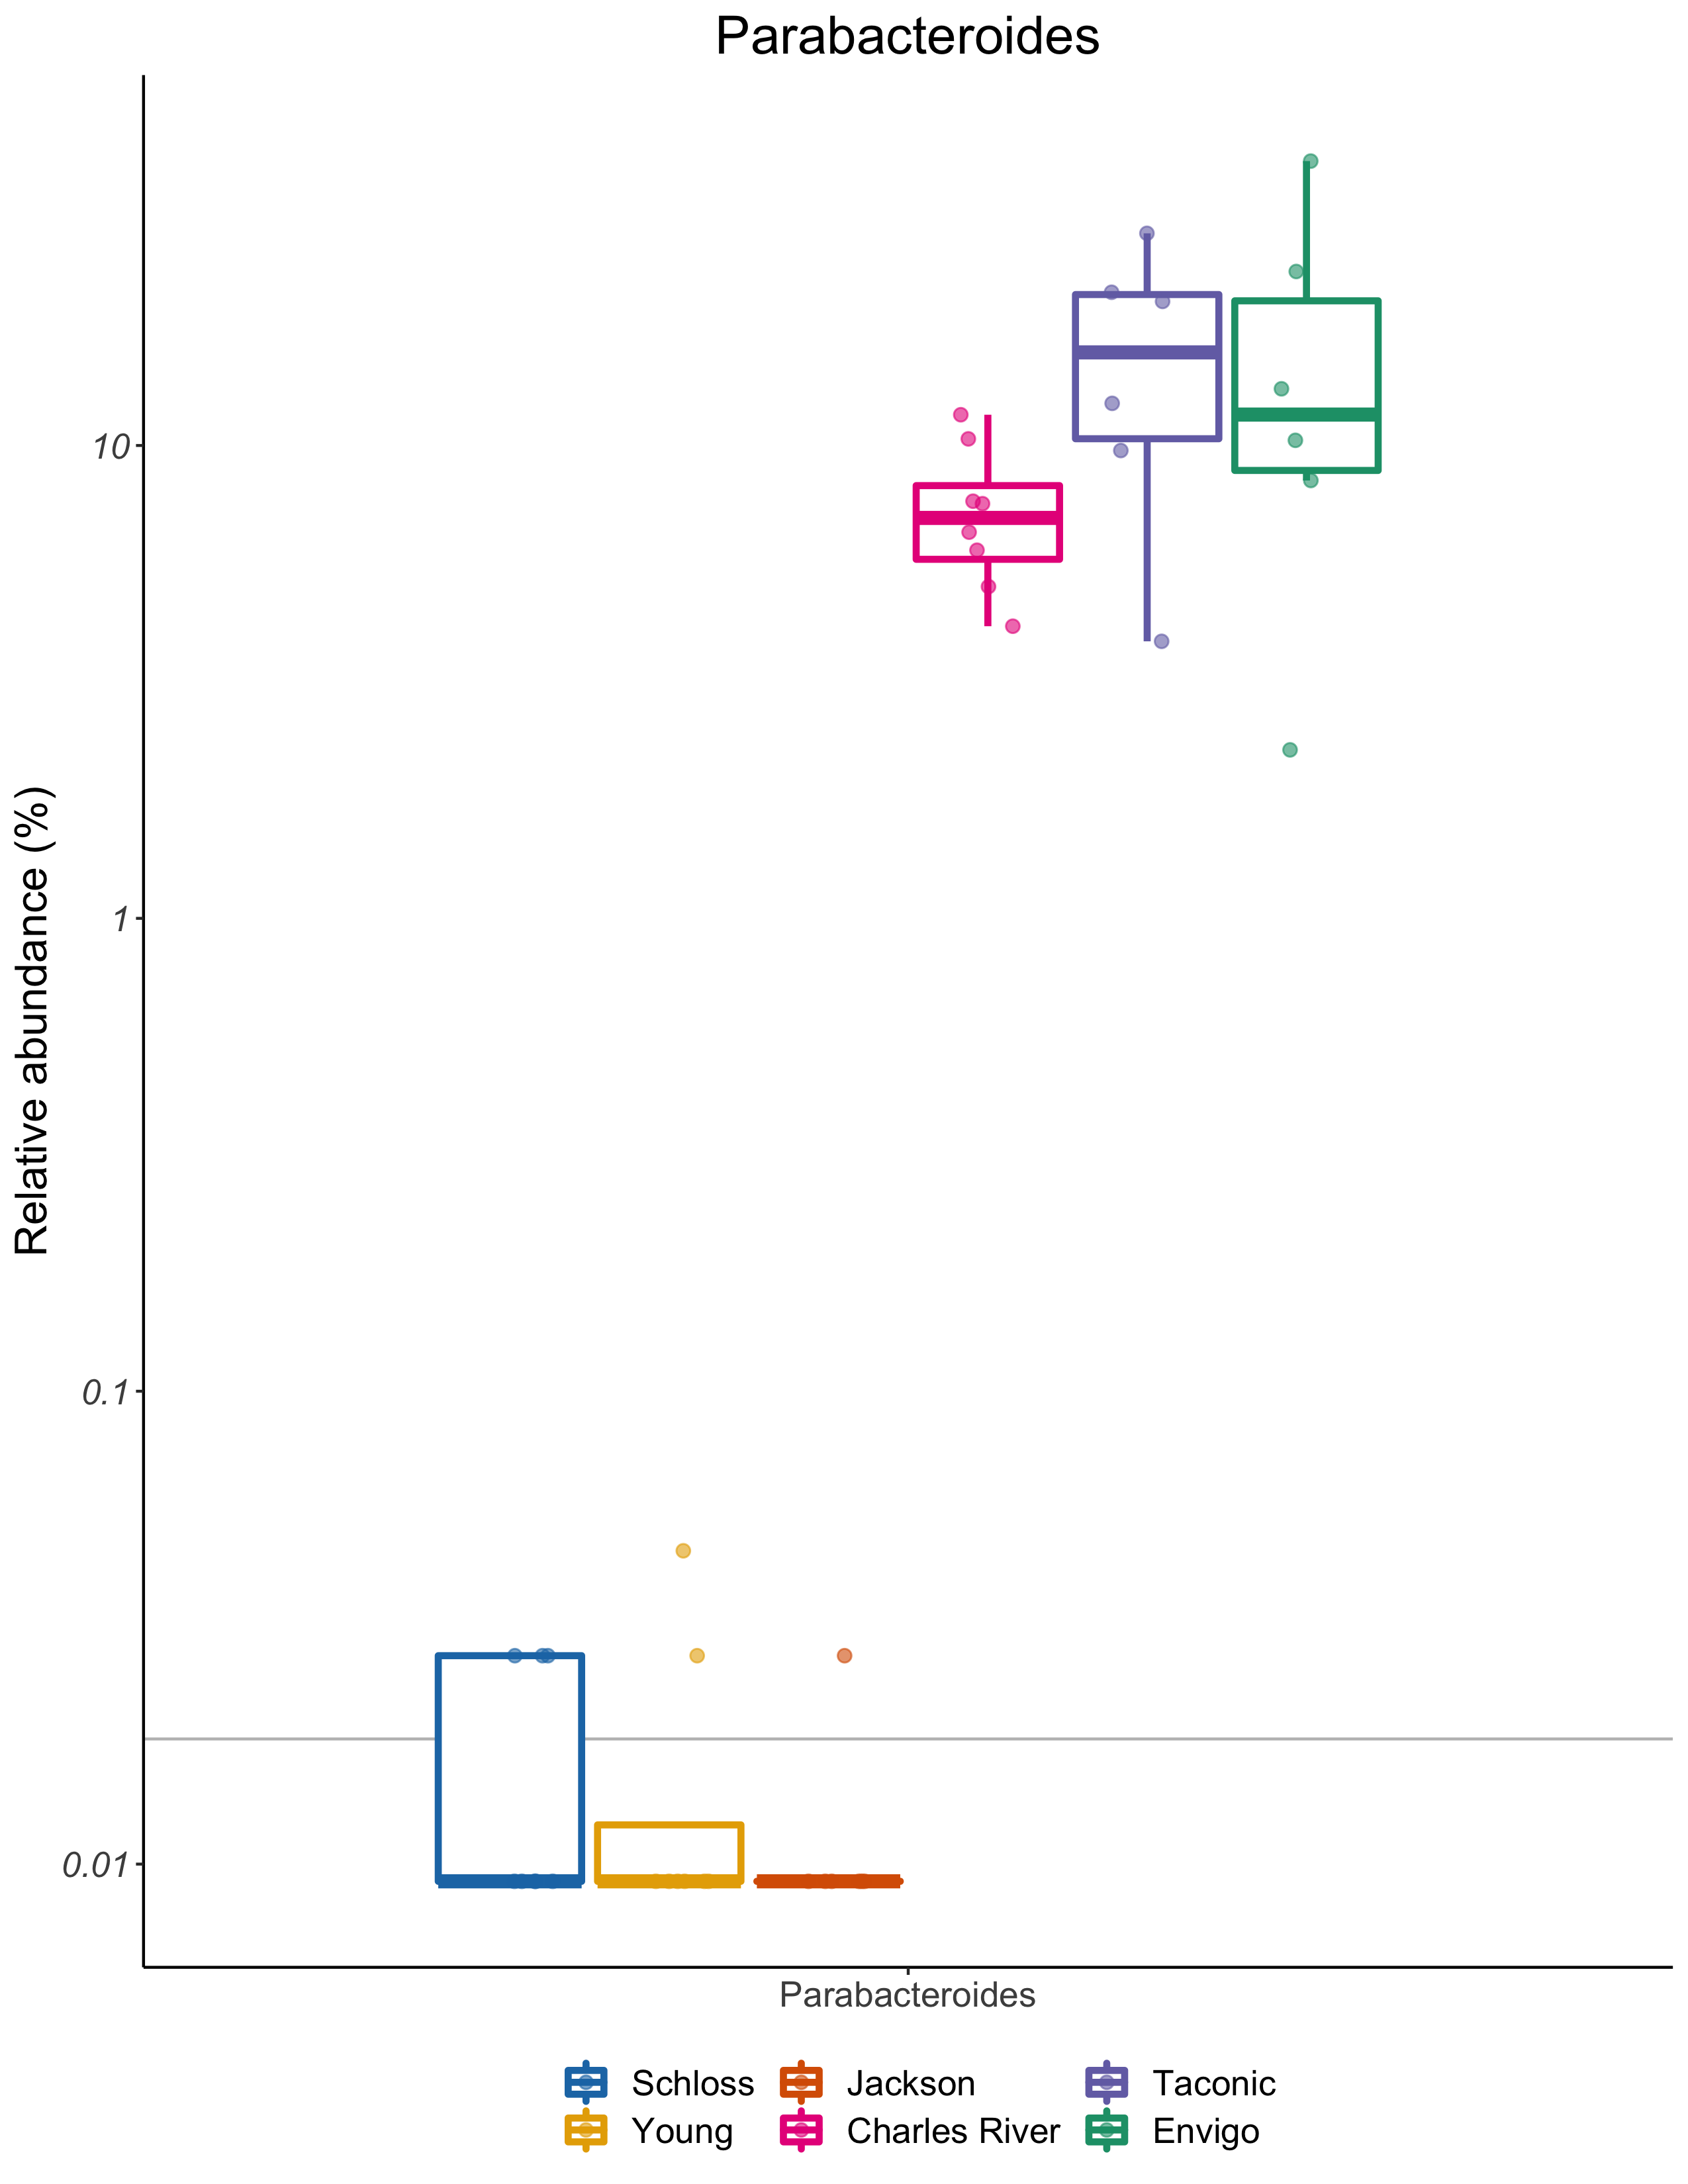 Parabacteroides
Relative abundance (%)
10
1
0.1
0.01
Parabacteroides
Schloss
Jackson
Taconic
Young
Charles River
Envigo